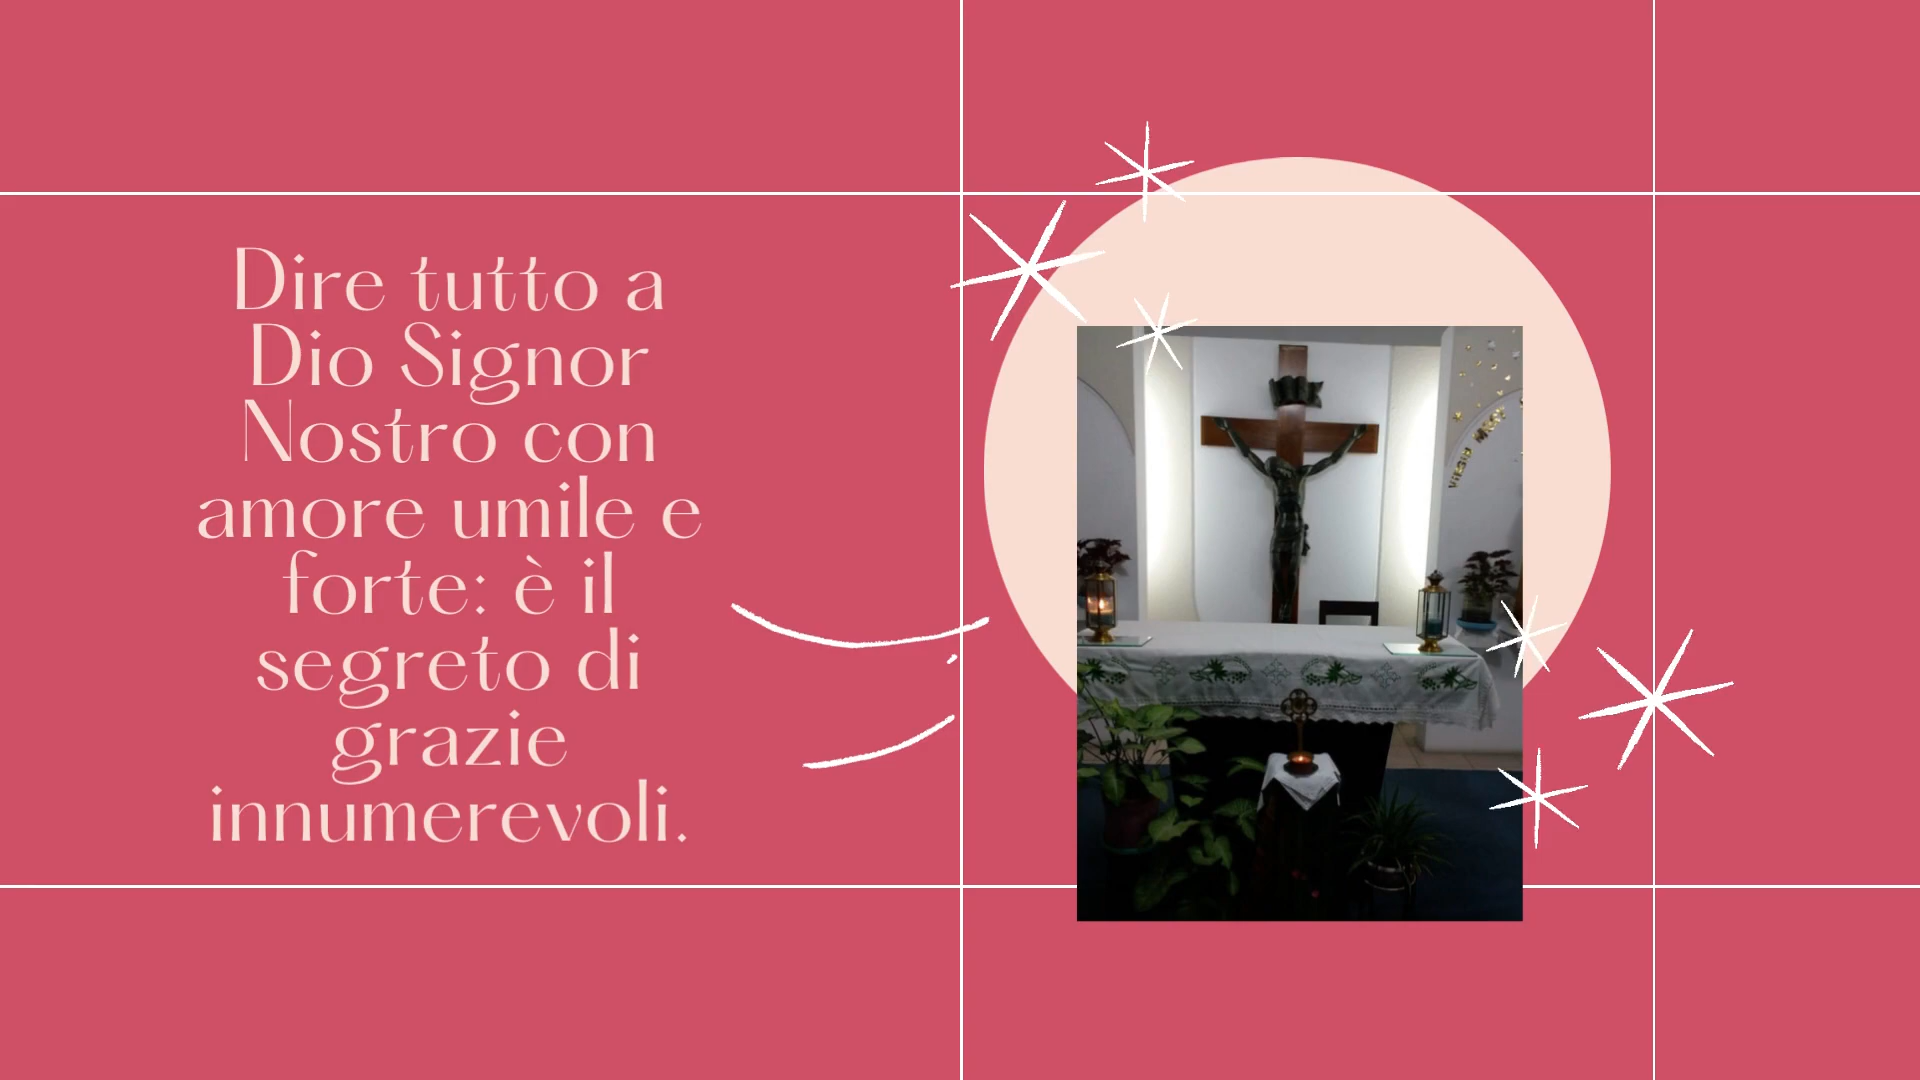 Dire tutto a
Dio Signor
Nostro con
amore umile e
forte: è il
segreto di
grazie
innumerevoli.